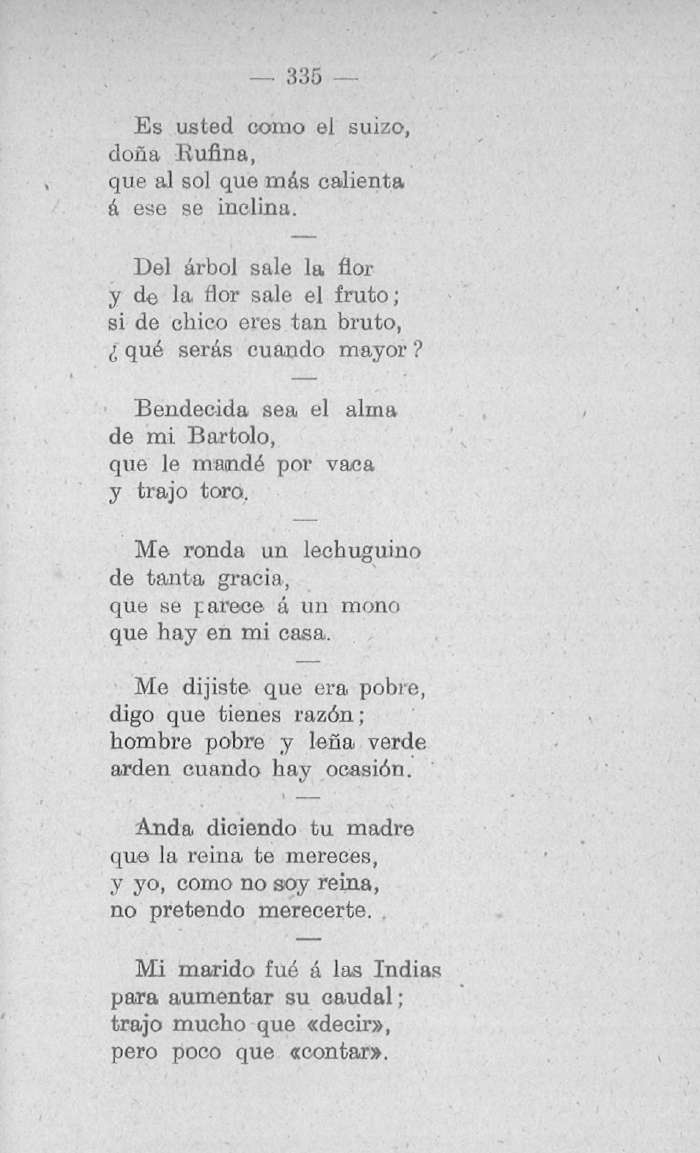 — 335 —
Es usted como el suizo,
doña Rufina,
que al sol que más calienta
á ese se inclina.
—
Del árbol sale la flor
y de la flor sale el fruto;
si de chico eres tan bruto,
¿qué serás cuando mayor?
—
Bendecida sea el alma
de mi Bartolo,
que le mandé por vaca
y trajo toro.
—
Me ronda un lechuguino
de tanta gracia,
que se parece á un mono
que hay en mi casa.
—
Me dijiste que era pobre,
digo que tienes razón;
hombre pobre y leña verde
arden cuando hay ocasión.
—
Anda diciendo tu madre
que la reina te mereces,
y yo, como no soy reina,
no pretendo merecerte.
—
Mi marido fué á las Indias
para aumentar su caudal;
trajo mucho que «decir»,
pero poco que «contar».